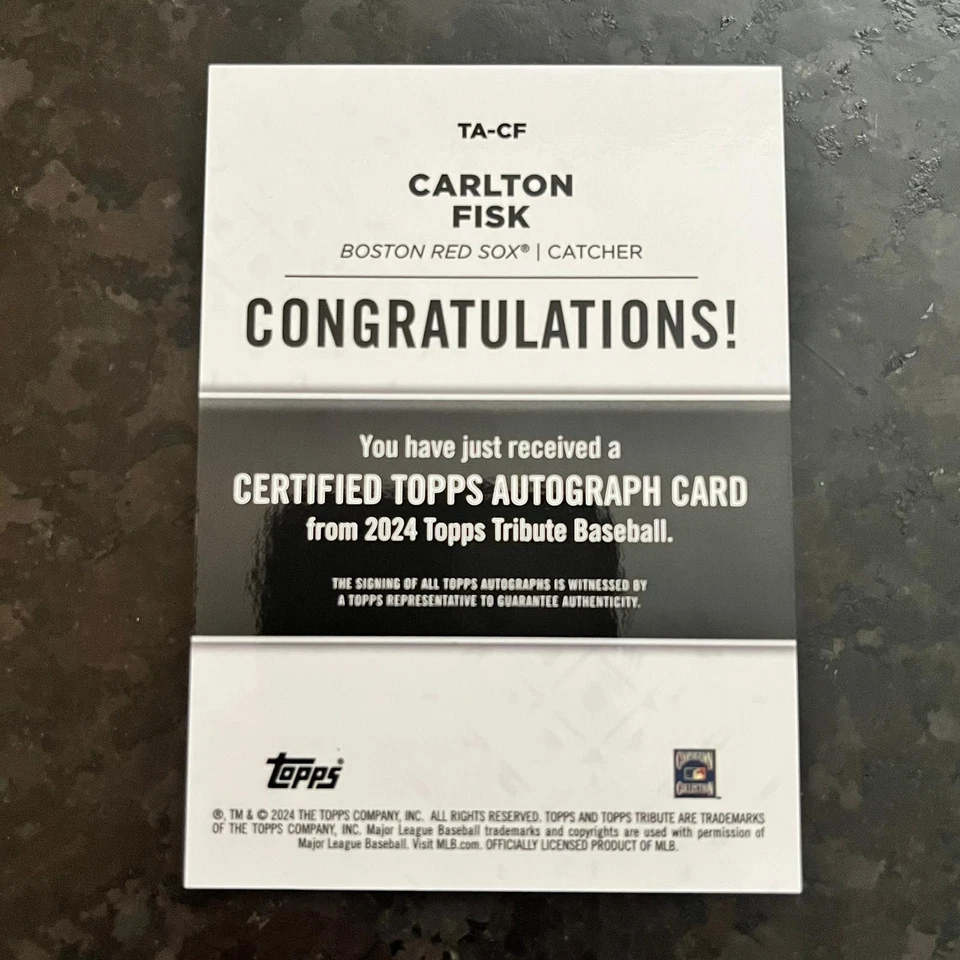 TA-CF
CARLTON
FISK
BOSTON RED SOX® | CATCHER
CONGRATULATIONS!
You have just received a
CERTIFIED TOPPS AUTOGRAPH CARD
from 2024 Topps Tribute Baseball.
THE SIGNING OF ALL TOPPS AUTOGRAPHS IS WITNESSED BY
A TOPPS REPRESENTATIVE TO GUARANTEE AUTHENTICITY.
topps®
COOPERSTOWN
COLLECTION
®, TM & © 2024 THE TOPPS COMPANY, INC. ALL RIGHTS RESERVED. TOPPS AND TOPPS TRIBUTE ARE TRADEMARKS
OF THE TOPPS COMPANY, INC. Major League Baseball trademarks and copyrights are used with permission of
Major League Baseball. Visit MLB.com. OFFICIALLY LICENSED PRODUCT OF MLB.